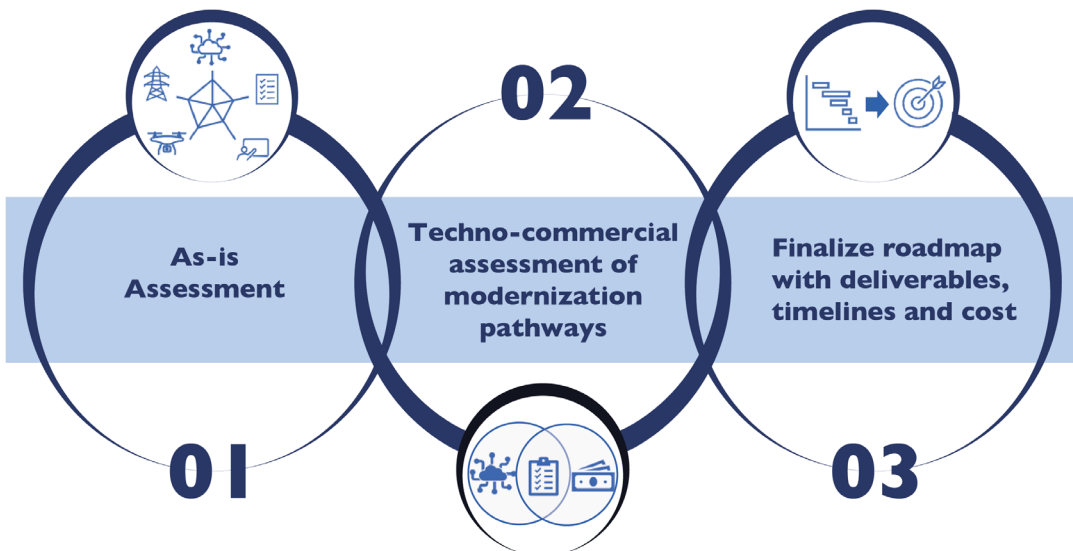 01
As-is
Assessment
02
Techno-commercial
assessment of
modernization
pathways
03
Finalize roadmap
with deliverables,
timelines and cost